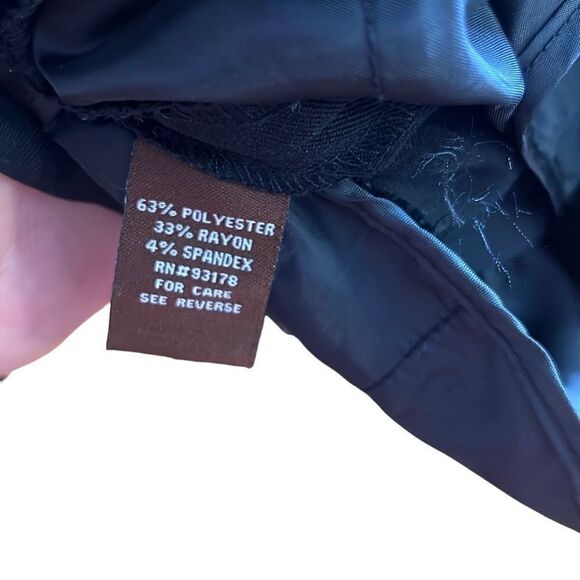 63% POLYESTER
33% RAYON
4% SPANDEX
RN#93178
FOR CARE
SEE REVERSE